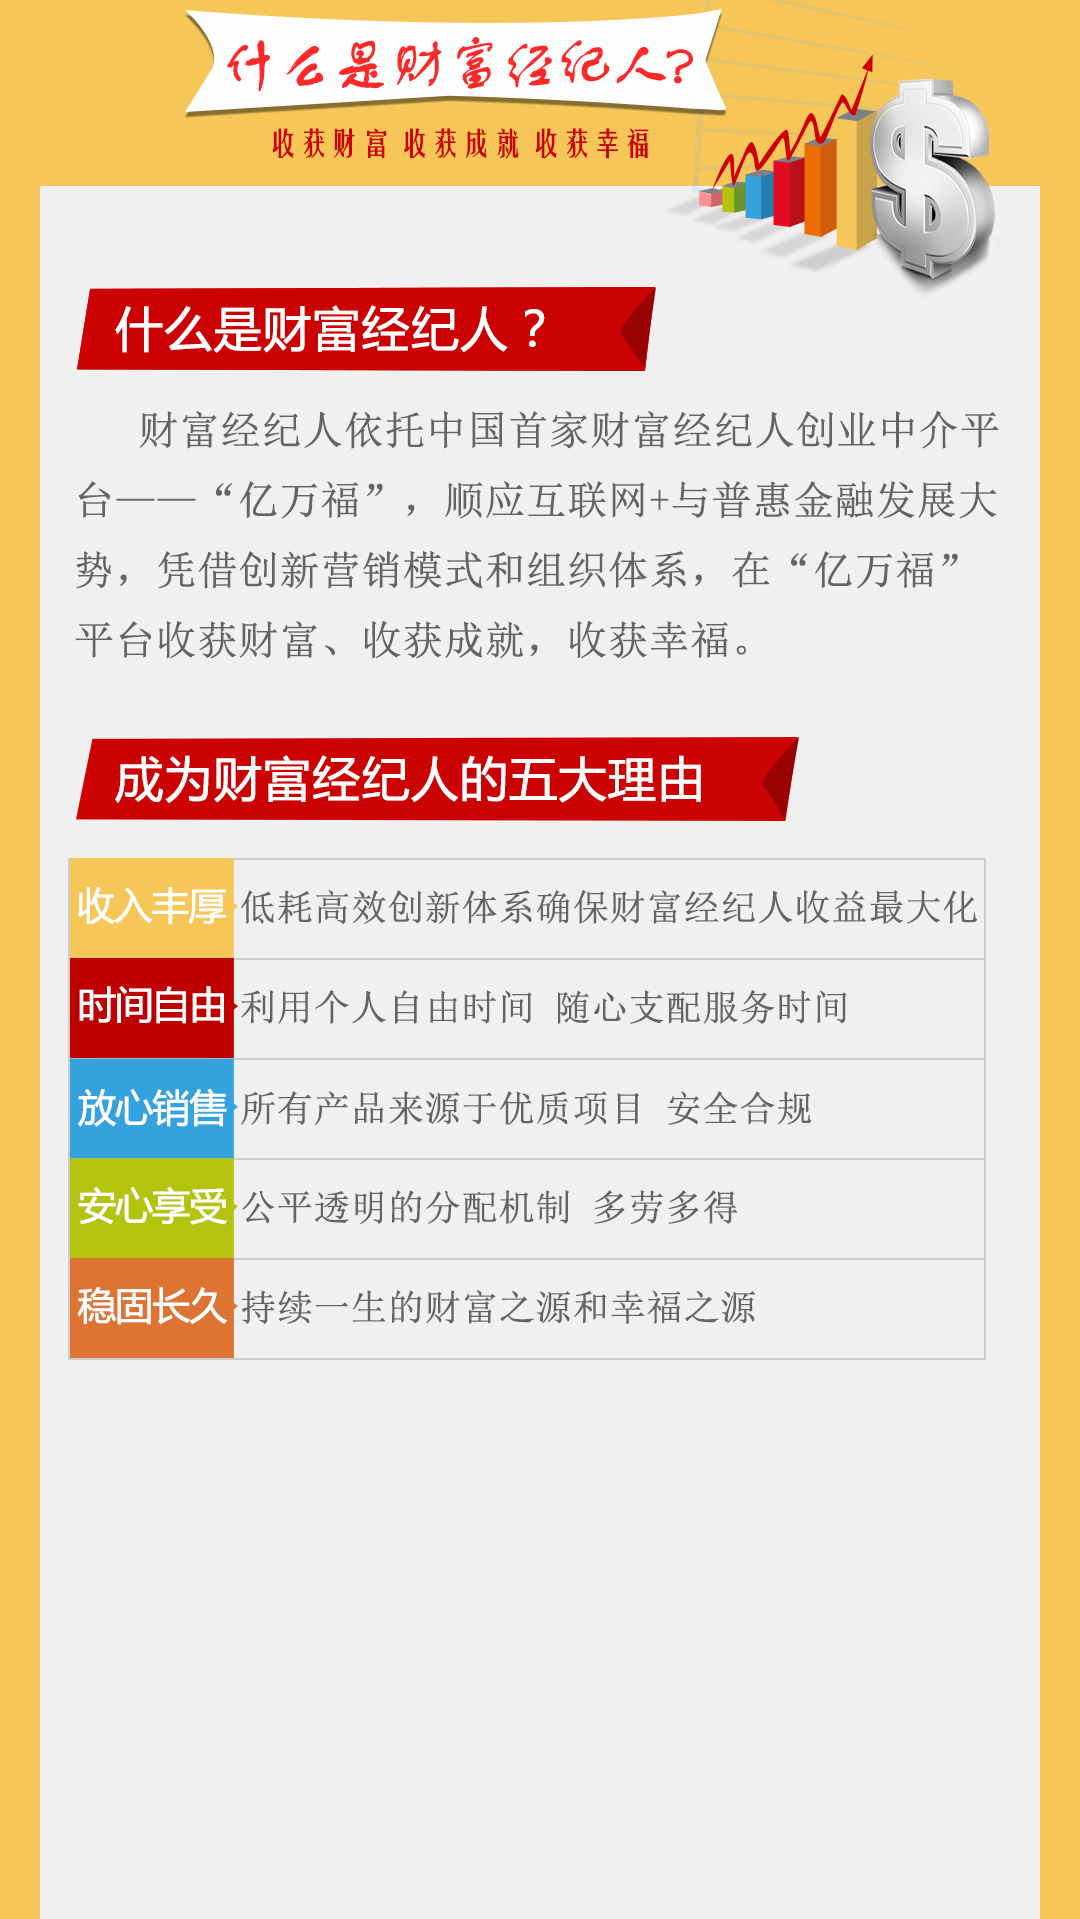 什么是财富经纪人?
收获财富 收获成就 收获幸福
什么是财富经纪人？
财富经纪人依托中国首家财富经纪人创业中介平
台——“亿万福”，顺应互联网+与普惠金融发展大
势，凭借创新营销模式和组织体系，在“亿万福”
平台收获财富、收获成就，收获幸福。
成为财富经纪人的五大理由
收入丰厚 低耗高效创新体系确保财富经纪人收益最大化
时间自由 利用个人自由时间 随心支配服务时间
放心销售 所有产品来源于优质项目 安全合规
安心享受 公平透明的分配机制 多劳多得
稳固长久 持续一生的财富之源和幸福之源